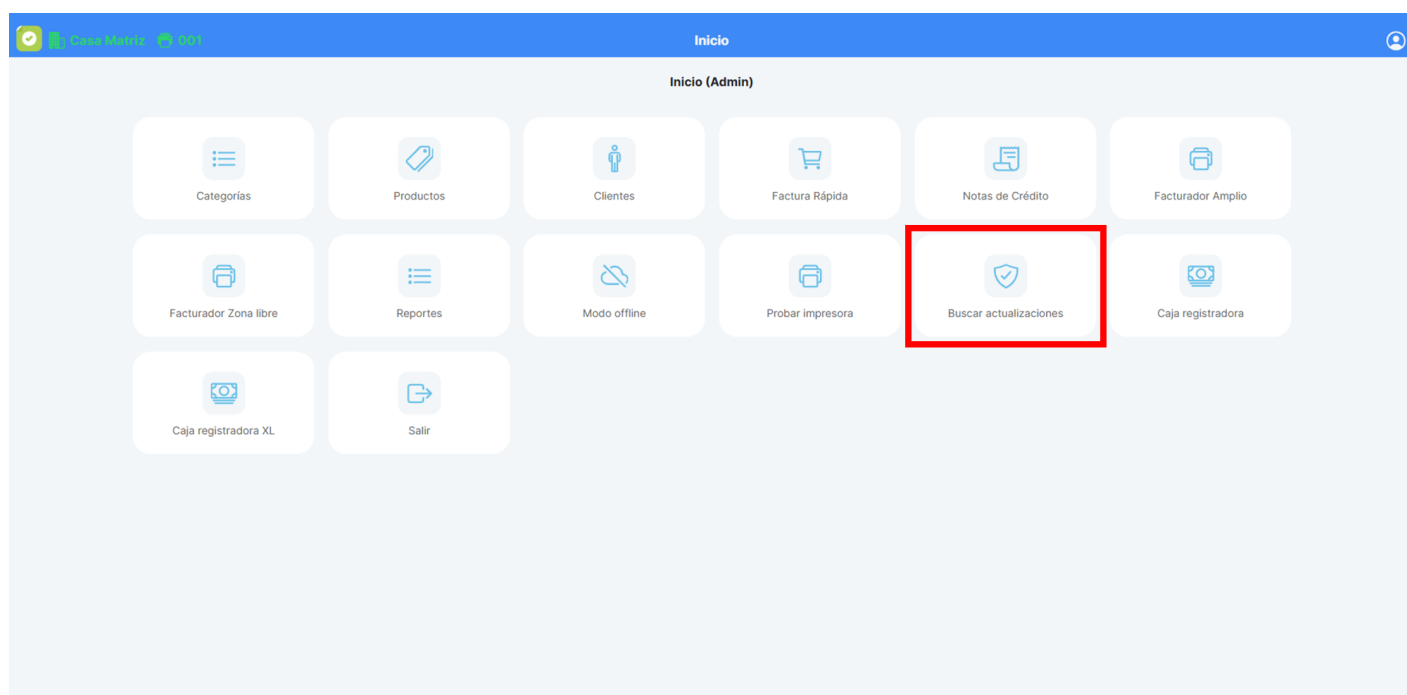 Casa Matriz 001
Inicio
Inicio (Admin)
Categorías
Productos
Clientes
Factura Rápida
Notas de Crédito
Facturador Amplio
Facturador Zona libre
Reportes
Modo offline
Probar impresora
Buscar actualizaciones
Caja registradora
Caja registradora XL
Salir